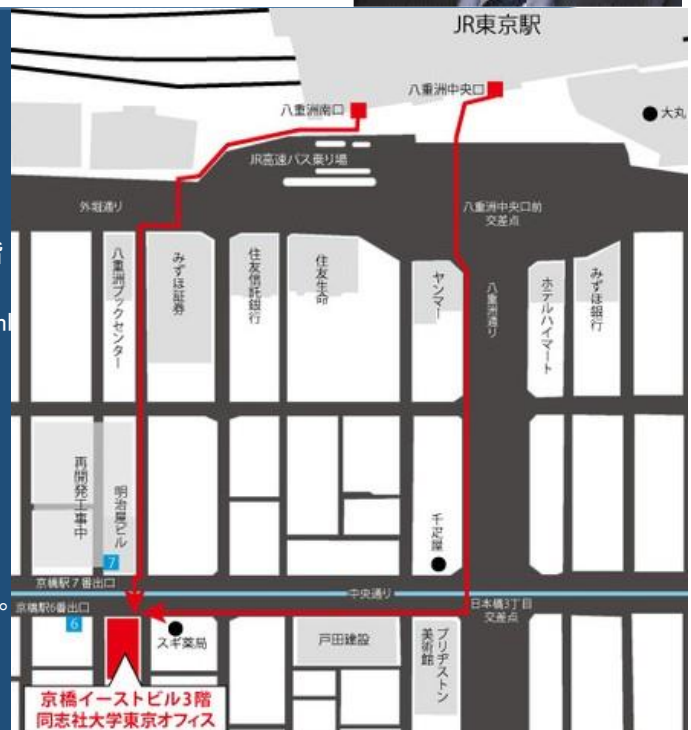 JR東京駅
八重洲中央口
八重洲南口
大丸
JR高速バス乗り場
外堀通り
八重洲中央口前
交差点
八重洲ブックセンター
みずほ証券
住友信託銀行
住友生命
ヤンマー
八重洲通り
ホテルハイマート
みずほ銀行
再開発工事中
明治屋ビル
千疋屋
7
京橋駅7番出口
中央通り
京橋駅6番出口
日本橋3丁目
交差点
6
スギ薬局
戸田建設
ブリヂストン
美術館
京橋イーストビル3階
同志社大学東京オフィス